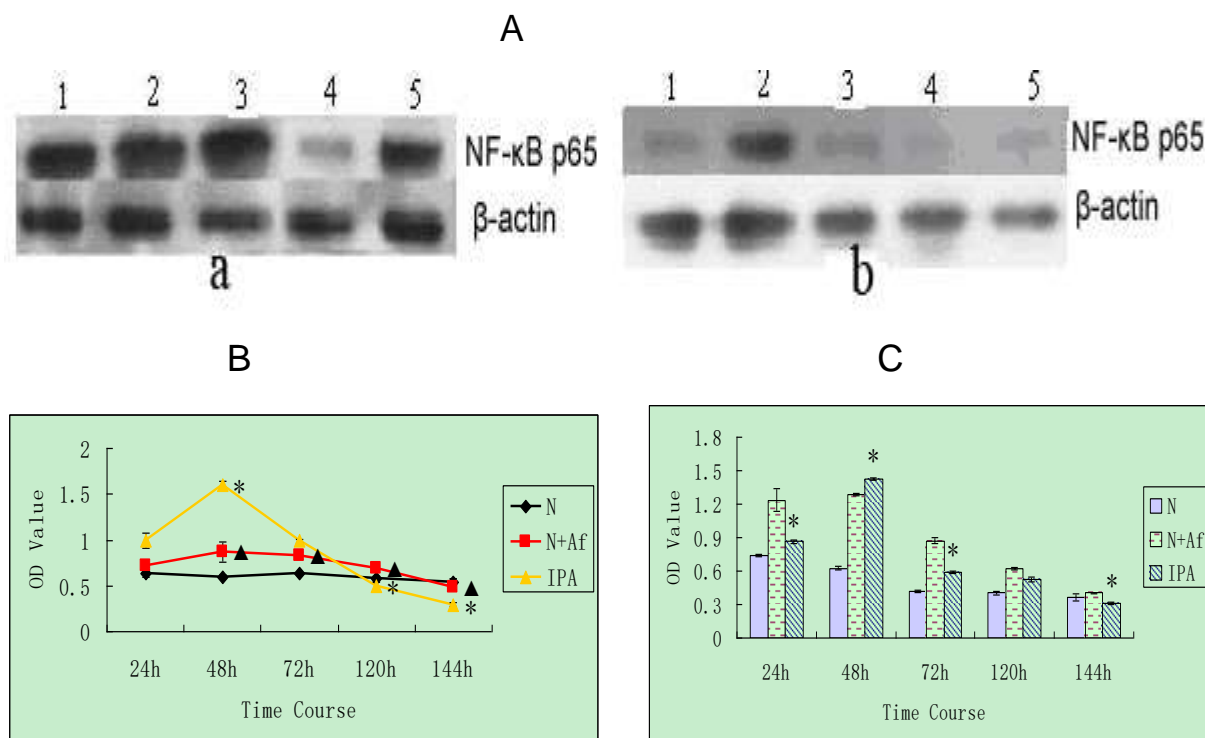 A
1 2 3 4 5
NF-κB p65
β-actin
a
1 2 3 4 5
NF-κB p65
β-actin
b
B
2
1.5
1
0.5
0
OD Value
* * *
▲ ▲ ▲ ▲
24h 48h 72h 120h 144h
Time Course
N
N+Af
IPA
C
1.8
1.5
1.2
0.9
0.6
0.3
0
OD Value
* * * *
24h 48h 72h 120h 144h
Time Course
N
N+Af
IPA